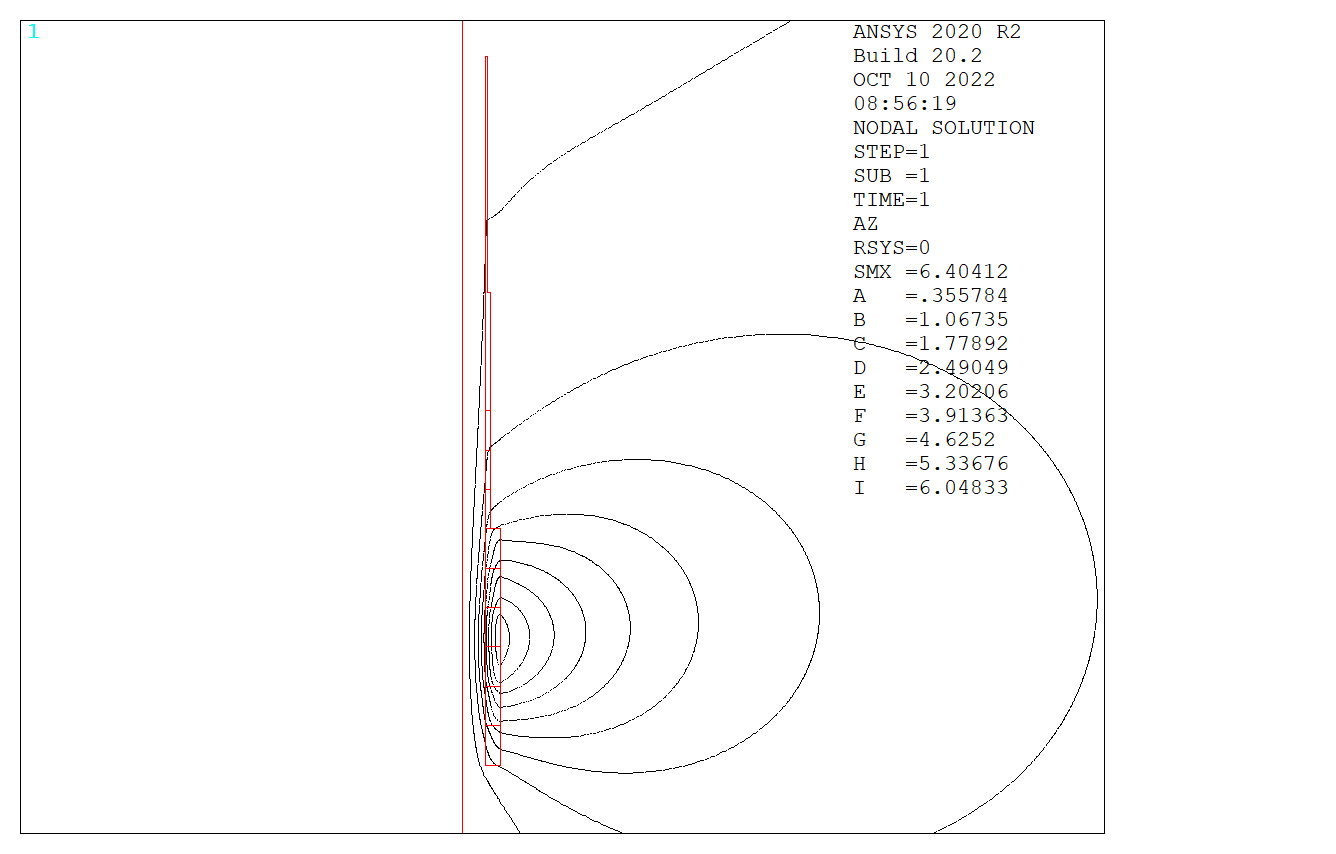 1
ANSYS 2020 R2
Build 20.2
OCT 10 2022
08:56:19
NODAL SOLUTION
STEP=1
SUB =1
TIME=1
AZ
RSYS=0
SMX =6.40412
A   =.355784
B   =1.06735
C   =1.77892
D   =2.49049
E   =3.20206
F   =3.91363
G   =4.6252
H   =5.33676
I   =6.04833